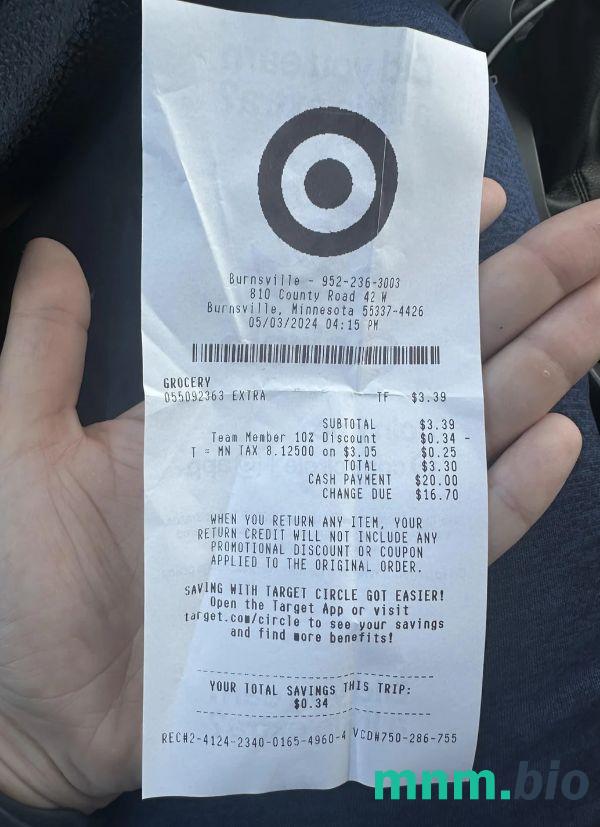 Burnsville - 952-236-3003
810 County Road 42 W
Burnsville, Minnesota 55337-4426
05/03/2024 04:15 PM
GROCERY
055092363 EXTRA TF $3.39
SUBTOTAL $3.39
Team Member 10% Discount $0.34 -
T = MN TAX 8.12500 on $3.05 $0.25
TOTAL $3.30
CASH PAYMENT $20.00
CHANGE DUE $16.70
WHEN YOU RETURN ANY ITEM, YOUR
RETURN CREDIT WILL NOT INCLUDE ANY
PROMOTIONAL DISCOUNT OR COUPON
APPLIED TO THE ORIGINAL ORDER.
SAVING WITH TARGET CIRCLE GOT EASIER!
Open the Target App or visit
target.com/circle to see your savings
and find more benefits!
YOUR TOTAL SAVINGS THIS TRIP:
$0.34
REC#2-4124-2340-0165-4960-4 VCD#750-286-755
mnm.bio